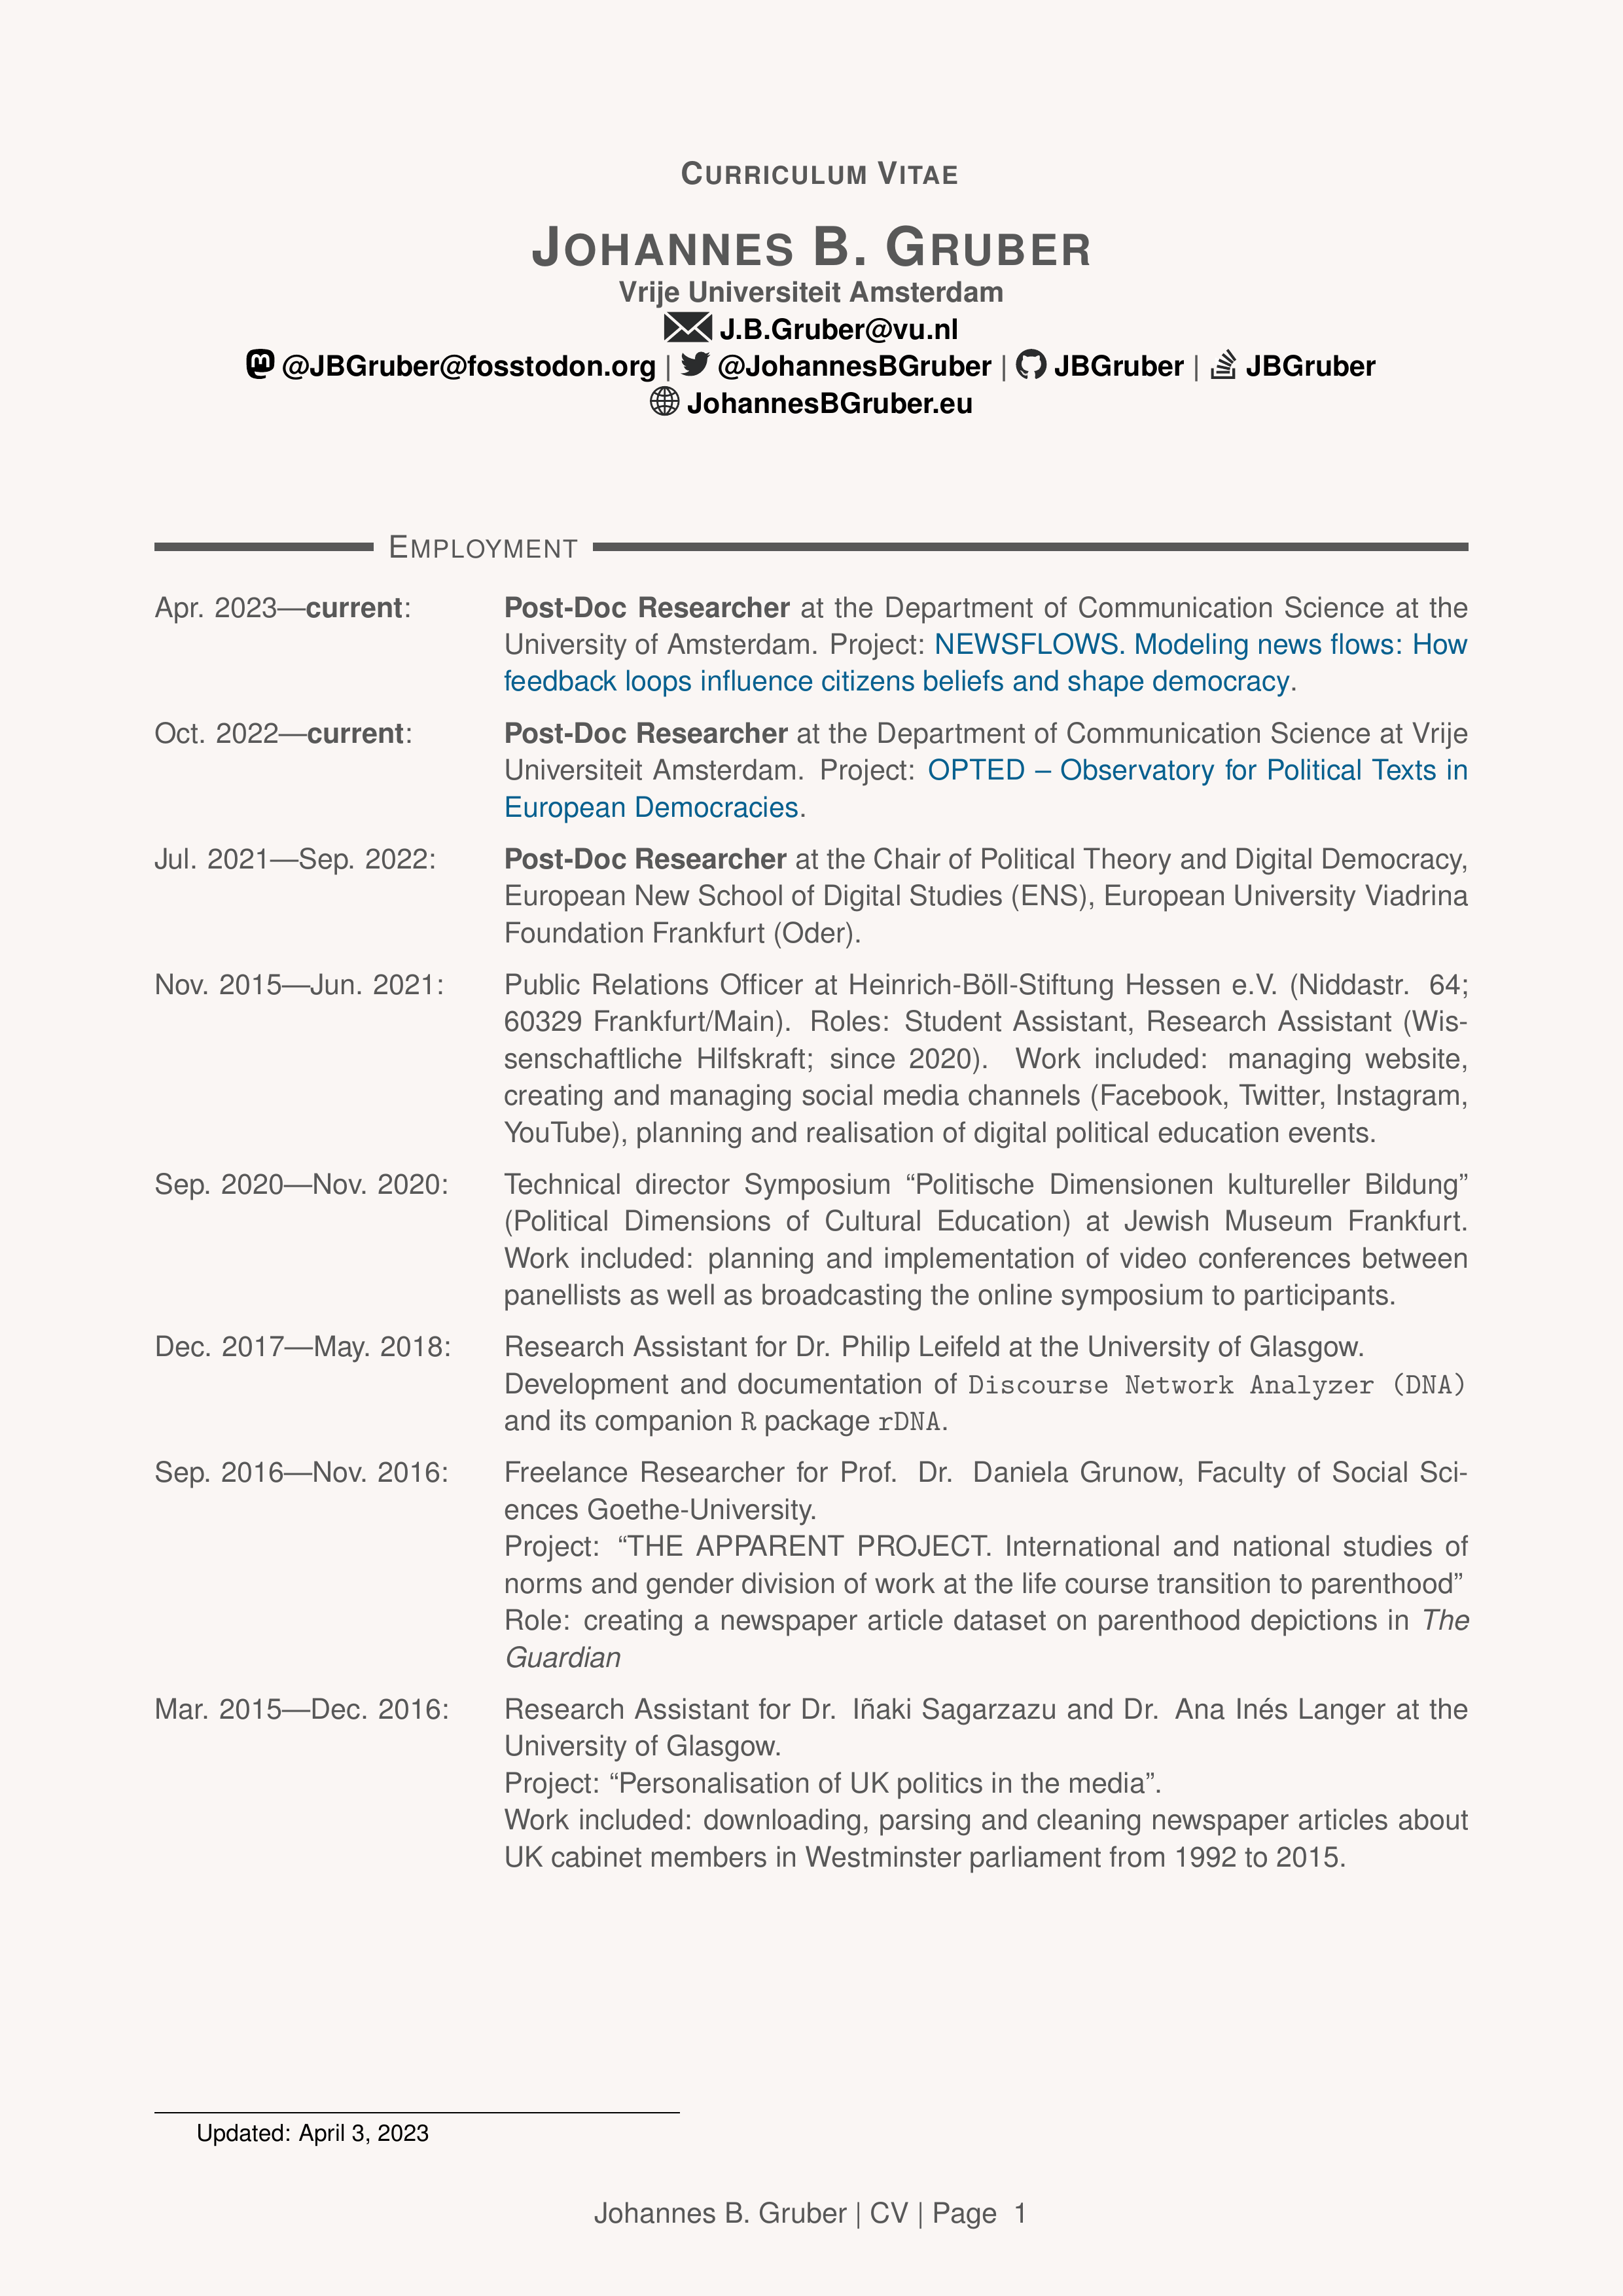 CURRICULUM VITAE
JOHANNES B. GRUBER
Vrije Universiteit Amsterdam
J.B.Gruber@vu.nl
@JBGruber@fosstodon.org | @JohannesBGruber | JBGruber | JBGruber
JohannesBGruber.eu
EMPLOYMENT
Apr. 2023—current: Post-Doc Researcher at the Department of Communication Science at the
University of Amsterdam. Project: NEWSFLOWS. Modeling news flows: How
feedback loops influence citizens beliefs and shape democracy.
Oct. 2022—current: Post-Doc Researcher at the Department of Communication Science at Vrije
Universiteit Amsterdam. Project: OPTED – Observatory for Political Texts in
European Democracies.
Jul. 2021—Sep. 2022: Post-Doc Researcher at the Chair of Political Theory and Digital Democracy,
European New School of Digital Studies (ENS), European University Viadrina
Foundation Frankfurt (Oder).
Nov. 2015—Jun. 2021: Public Relations Officer at Heinrich-Böll-Stiftung Hessen e.V. (Niddastr. 64;
60329 Frankfurt/Main). Roles: Student Assistant, Research Assistant (Wis-
senschaftliche Hilfskraft; since 2020). Work included: managing website,
creating and managing social media channels (Facebook, Twitter, Instagram,
YouTube), planning and realisation of digital political education events.
Sep. 2020—Nov. 2020: Technical director Symposium “Politische Dimensionen kultureller Bildung”
(Political Dimensions of Cultural Education) at Jewish Museum Frankfurt.
Work included: planning and implementation of video conferences between
panellists as well as broadcasting the online symposium to participants.
Dec. 2017—May. 2018: Research Assistant for Dr. Philip Leifeld at the University of Glasgow.
Development and documentation of Discourse Network Analyzer (DNA)
and its companion R package rDNA.
Sep. 2016—Nov. 2016: Freelance Researcher for Prof. Dr. Daniela Grunow, Faculty of Social Sci-
ences Goethe-University.
Project: “THE APPARENT PROJECT. International and national studies of
norms and gender division of work at the life course transition to parenthood”
Role: creating a newspaper article dataset on parenthood depictions in The
Guardian
Mar. 2015—Dec. 2016: Research Assistant for Dr. Iñaki Sagarzazu and Dr. Ana Inés Langer at the
University of Glasgow.
Project: “Personalisation of UK politics in the media”.
Work included: downloading, parsing and cleaning newspaper articles about
UK cabinet members in Westminster parliament from 1992 to 2015.
Updated: April 3, 2023
Johannes B. Gruber | CV | Page 1